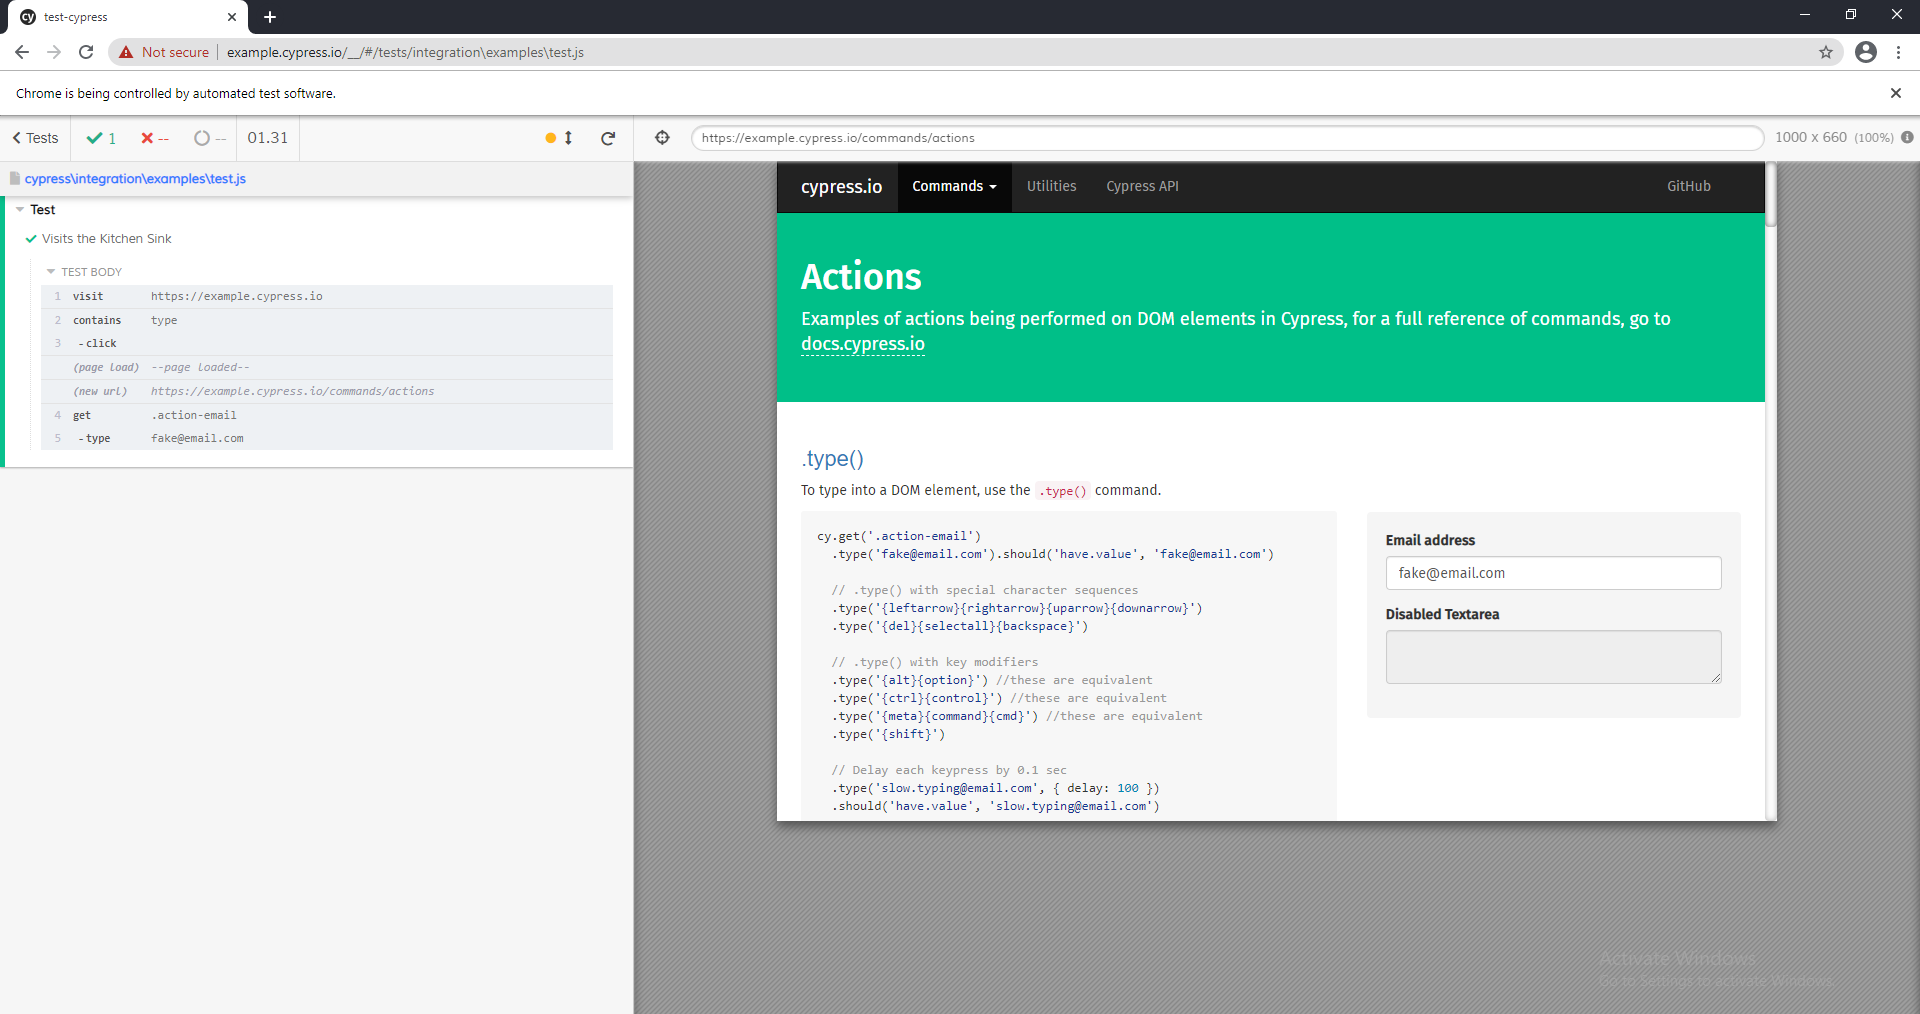 test-cypress
Not secure example.cypress.io/__/#/tests/integration\examples\test.js
Chrome is being controlled by automated test software.
Tests 1 -- -- 01.31
https://example.cypress.io/commands/actions 1000 x 660 (100%)
cypress\integration\examples\test.js
Test
Visits the Kitchen Sink
TEST BODY
1 visit https://example.cypress.io
2 contains type
3 -click
(page load) --page loaded--
(new url) https://example.cypress.io/commands/actions
4 get .action-email
5 -type fake@email.com
cypress.io Commands Utilities Cypress API GitHub
Actions
Examples of actions being performed on DOM elements in Cypress, for a full reference of commands, go to
docs.cypress.io
.type()
To type into a DOM element, use the .type() command.
cy.get('.action-email')
.type('fake@email.com').should('have.value', 'fake@email.com')
// .type() with special character sequences
.type('{leftarrow}{rightarrow}{uparrow}{downarrow}')
.type('{del}{selectall}{backspace}')
// .type() with key modifiers
.type('{alt}{option}') //these are equivalent
.type('{ctrl}{control}') //these are equivalent
.type('{meta}{command}{cmd}') //these are equivalent
.type('{shift}')
// Delay each keypress by 0.1 sec
.type('slow.typing@email.com', { delay: 100 })
.should('have.value', 'slow.typing@email.com')
Email address
fake@email.com
Disabled Textarea
Activate Windows
Go to Settings to activate Windows.